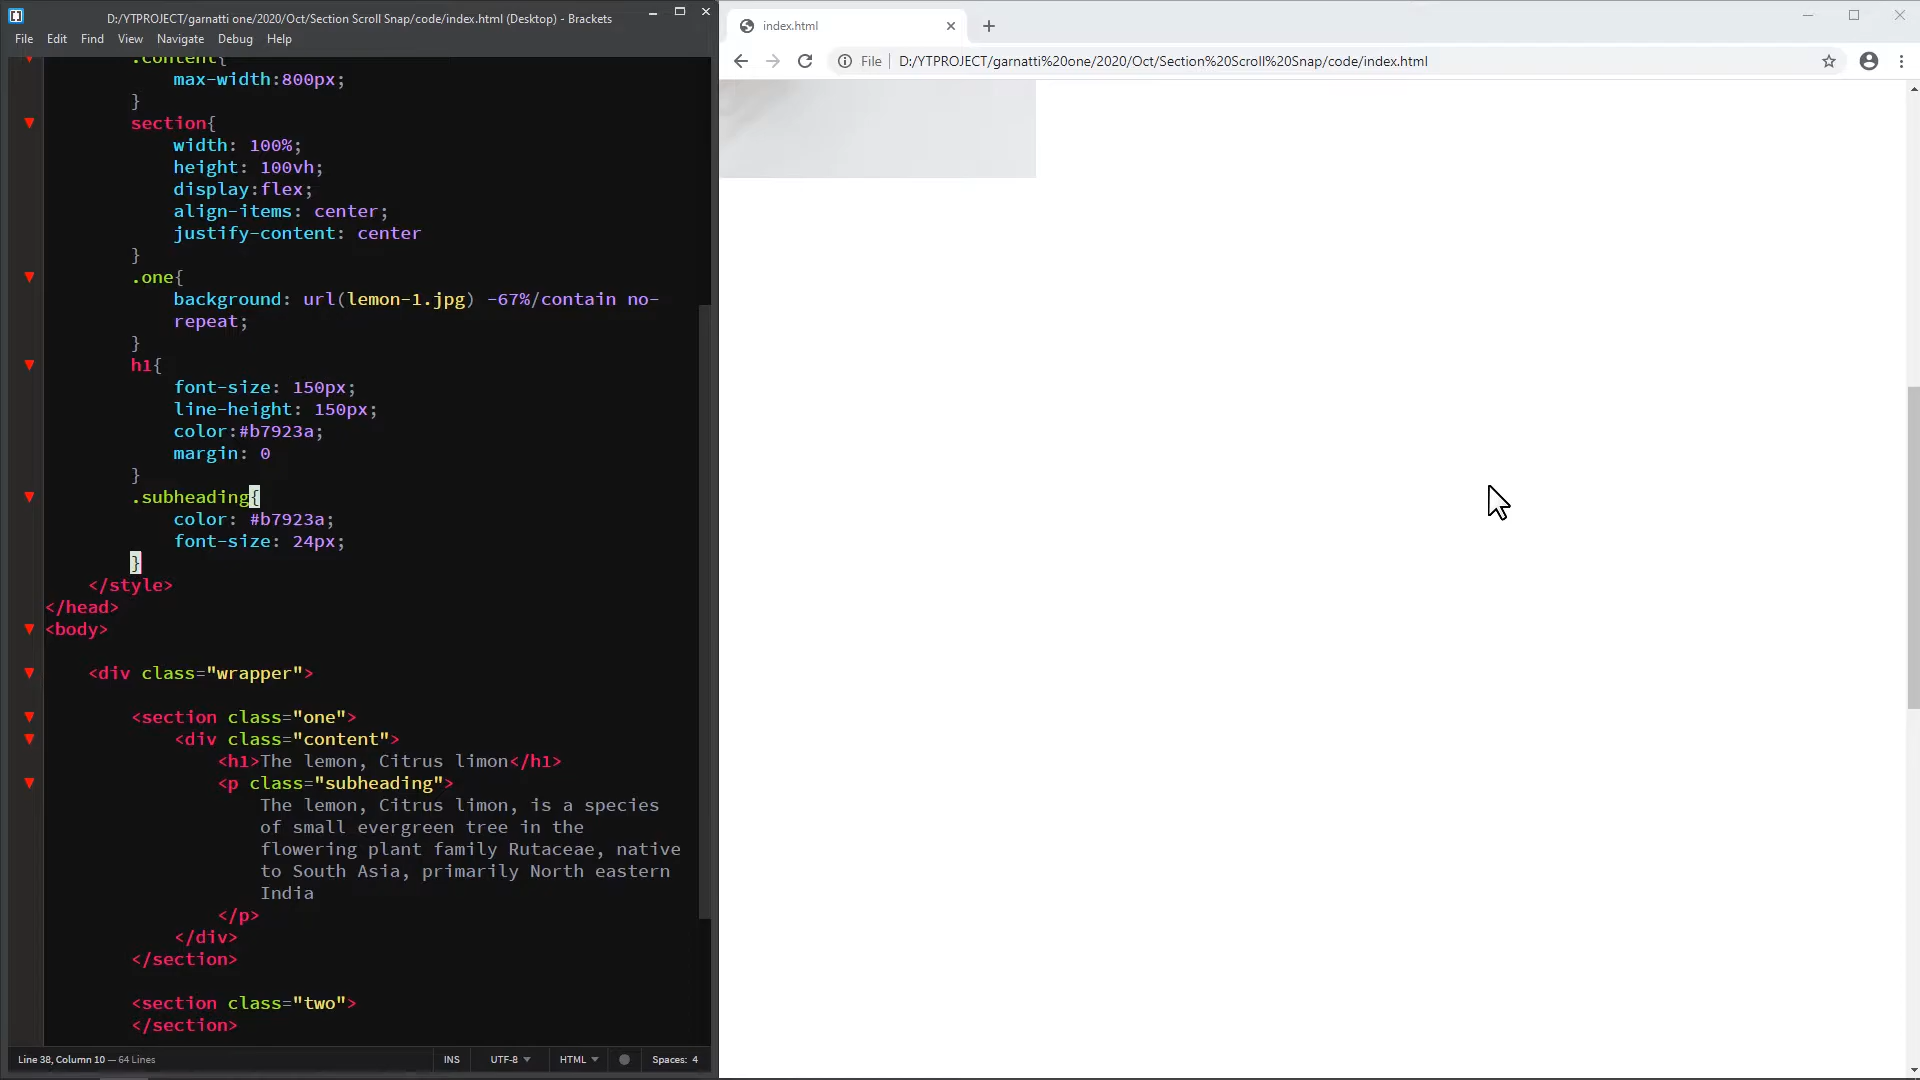 D:/YTPROJECT/garnatti one/2020/Oct/Section Scroll Snap/code/index.html (Desktop) - Brackets
File Edit Find View Navigate Debug Help
.content{
max-width:800px;
}
section{
width: 100%;
height: 100vh;
display:flex;
align-items: center;
justify-content: center
}
.one{
background: url(lemon-1.jpg) -67%/contain no-
repeat;
}
h1{
font-size: 150px;
line-height: 150px;
color:#b7923a;
margin: 0
}
.subheading{
color: #b7923a;
font-size: 24px;
}
</style>
</head>
<body>
<div class="wrapper">
<section class="one">
<div class="content">
<h1>The lemon, Citrus limon</h1>
<p class="subheading">
The lemon, Citrus limon, is a species
of small evergreen tree in the
flowering plant family Rutaceae, native
to South Asia, primarily North eastern
India
</p>
</div>
</section>
<section class="two">
</section>
Line 38, Column 10 — 64 Lines
INS UTF-8 HTML Spaces: 4
index.html
File D:/YTPROJECT/garnatti%20one/2020/Oct/Section%20Scroll%20Snap/code/index.html